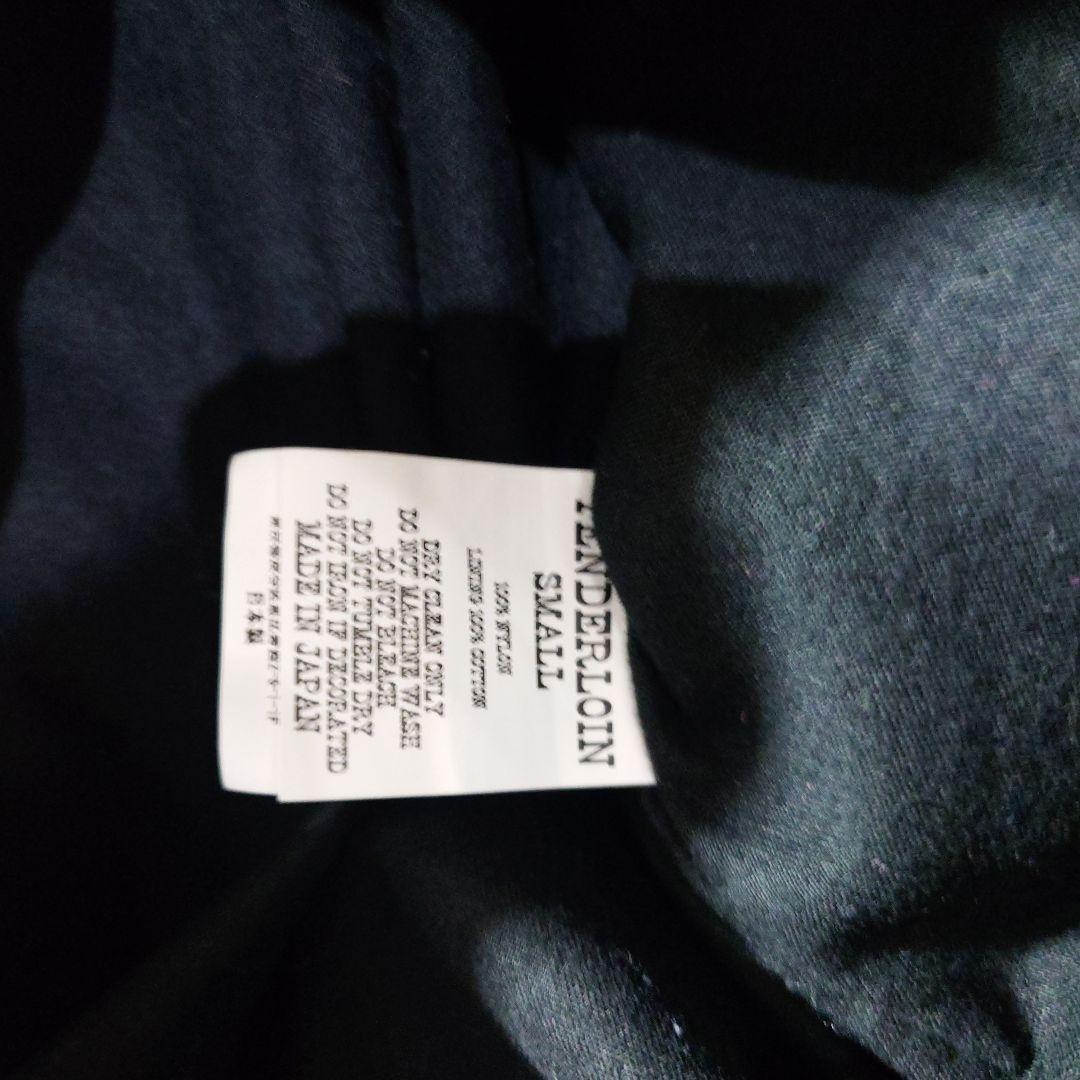 TENDERLOIN
SMALL
100% NYLON
LINING 100% COTTON
DRY CLEAN ONLY
DO NOT MACHINE WASH
DO NOT BLEACH
DO NOT TUMBLE DRY
DO NOT IRON IF DECORATED
MADE IN JAPAN
日本製